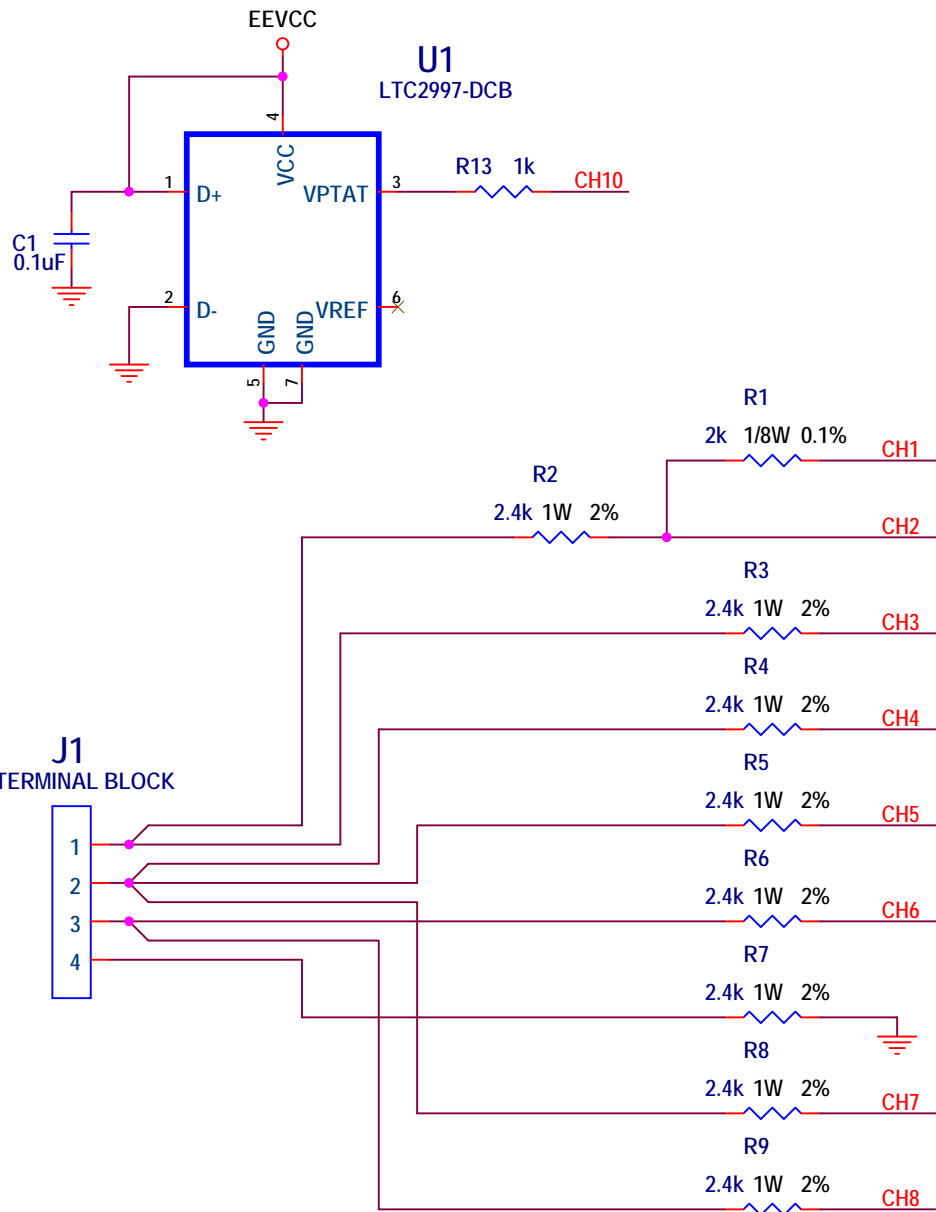 EEVCC
U1
LTC2997-DCB
4
VCC
R13 1k
CH10
1
D+
VPTAT
3
C1
0.1uF
2
D-
VREF
6
GND
GND
5
7
R1
2k 1/8W 0.1%
CH1
R2
2.4k 1W 2%
CH2
R3
2.4k 1W 2%
CH3
R4
2.4k 1W 2%
CH4
J1
TERMINAL BLOCK
R5
2.4k 1W 2%
CH5
1
2
3
4
R6
2.4k 1W 2%
CH6
R7
2.4k 1W 2%
R8
2.4k 1W 2%
CH7
R9
2.4k 1W 2%
CH8